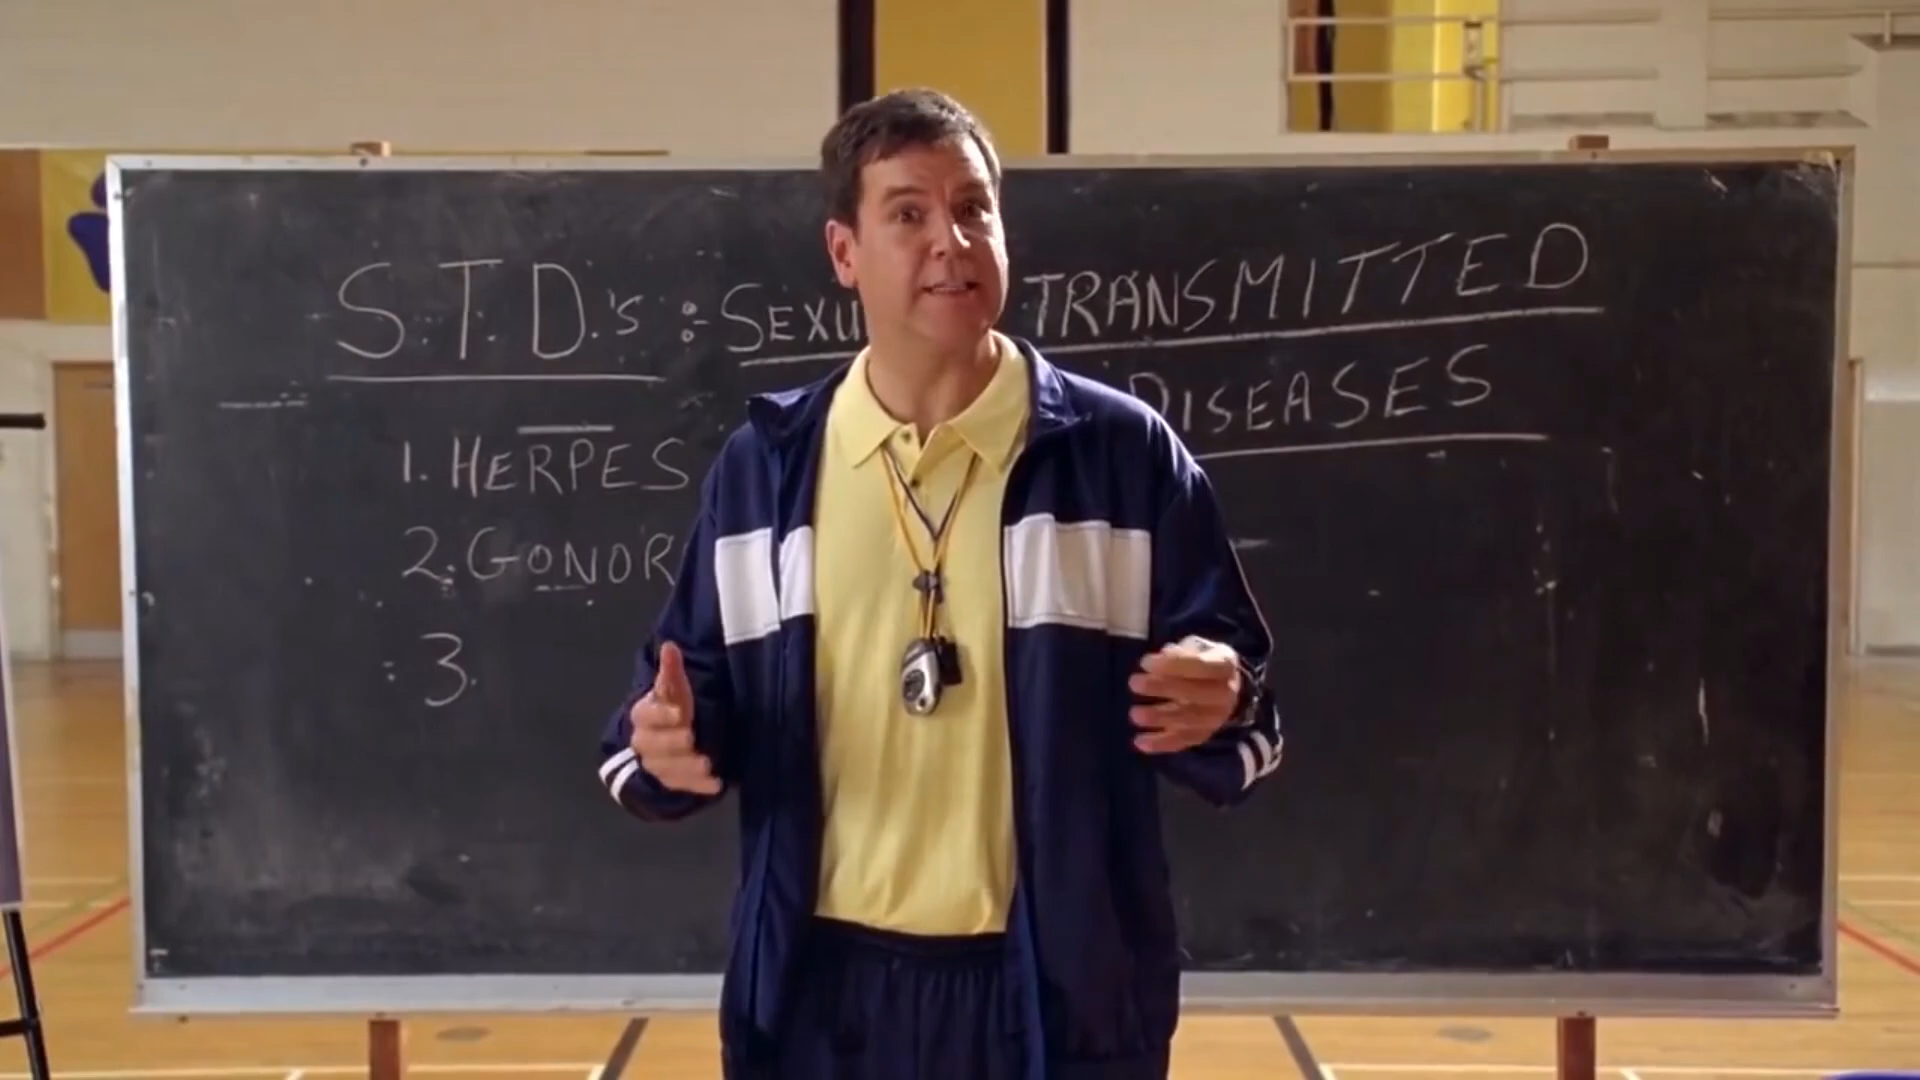 S.T.D.'s : SEXU TRANSMITTED
DISEASES
1. HERPES
2. GONOR
3.